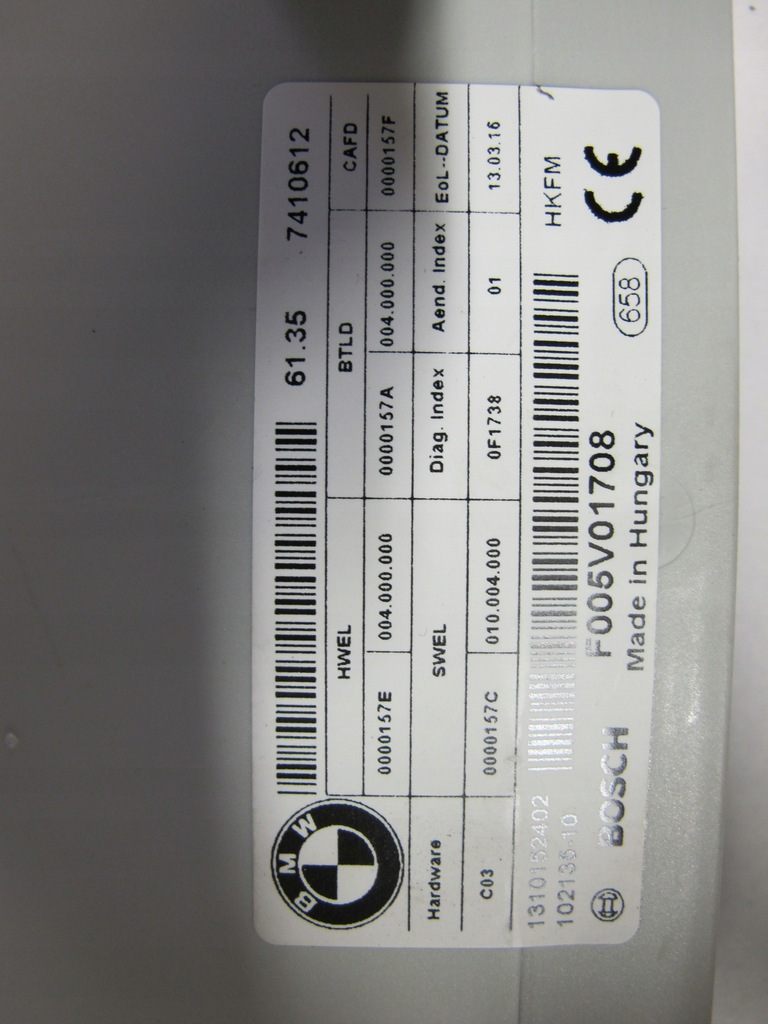 BMW
61.35 7410612
HWEL BTLD CAFD
0000157E 004.000.000 0000157A 004.000.000 0000157F
Hardware SWEL Diag. Index Aend. Index EoL--DATUM
C03 0000157C 010.004.000 0F1738 01 13.03.16
1310152402
102135-10
HKFM
BOSCH F005V01708
Made in Hungary
658
CE